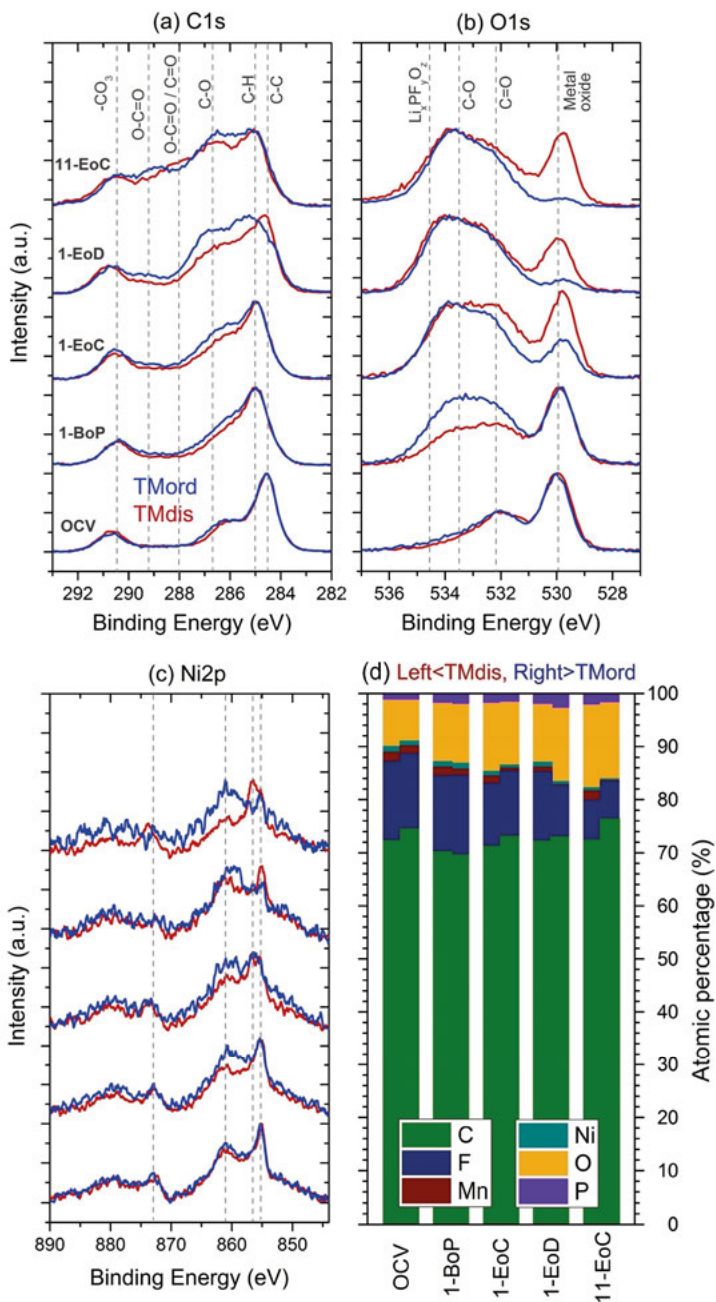 (a) C1s
-CO₃
O-C=O
O-C=O / C=O
C-O
C-H
C-C
11-EoC
1-EoD
1-EoC
1-BoP
TMord
TMdis
OCV
Intensity (a.u.)
292 290 288 286 284 282
Binding Energy (eV)
(b) O1s
LiₓPFᵧO_z
C-O
C=O
Metal
oxide
536 534 532 530 528
Binding Energy (eV)
(c) Ni2p
Intensity (a.u.)
890 880 870 860 850
Binding Energy (eV)
(d) Left<TMdis, Right>TMord
100
90
80
70
60
50
40
30
20
10
0
Atomic percentage (%)
C
F
Mn
Ni
O
P
OCV
1-BoP
1-EoC
1-EoD
11-EoC